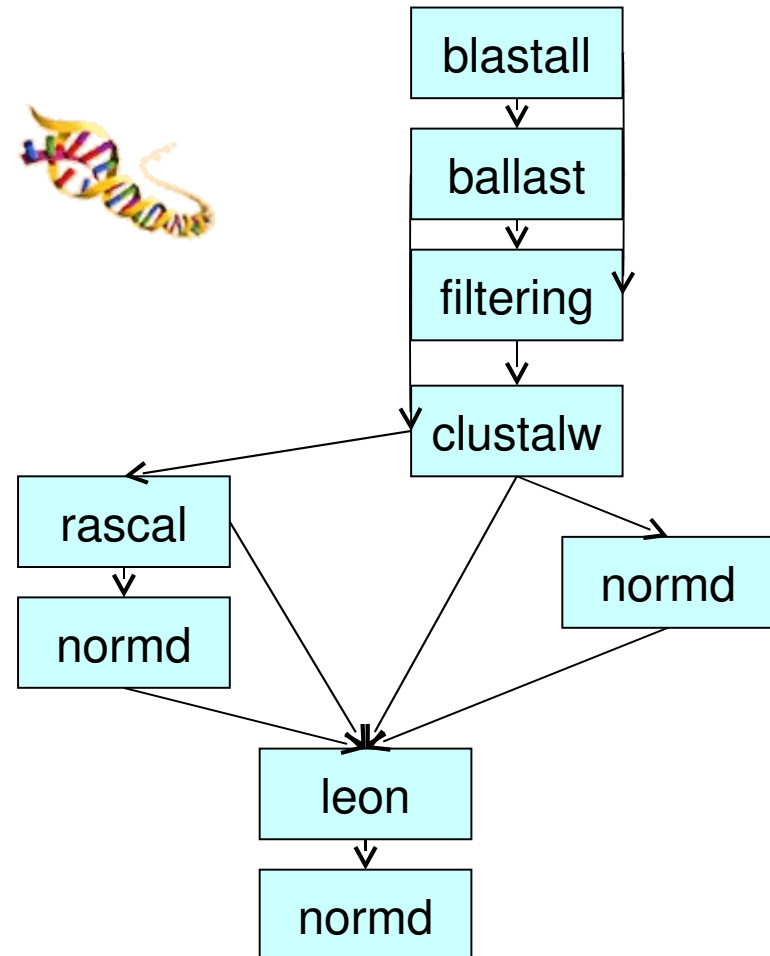 blastall
ballast
filtering
clustalw
rascal
normd
normd
leon
normd